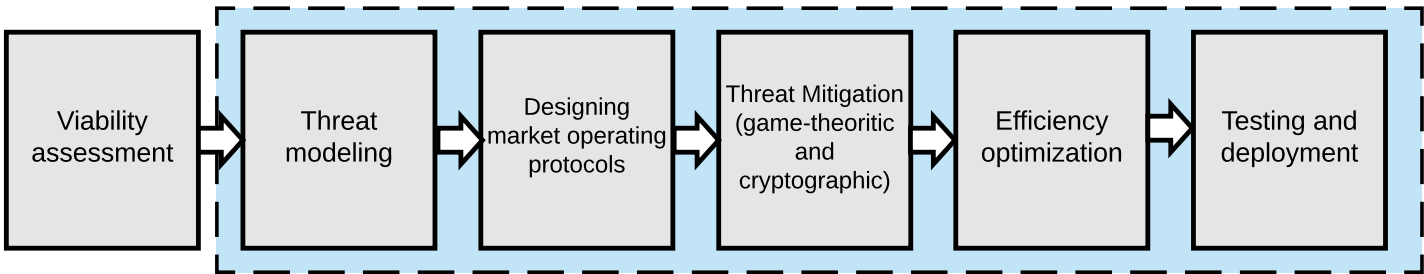 Viability
assessment
Threat
modeling
Designing
market operating
protocols
Threat Mitigation
(game-theoritic
and
cryptographic)
Efficiency
optimization
Testing and
deployment